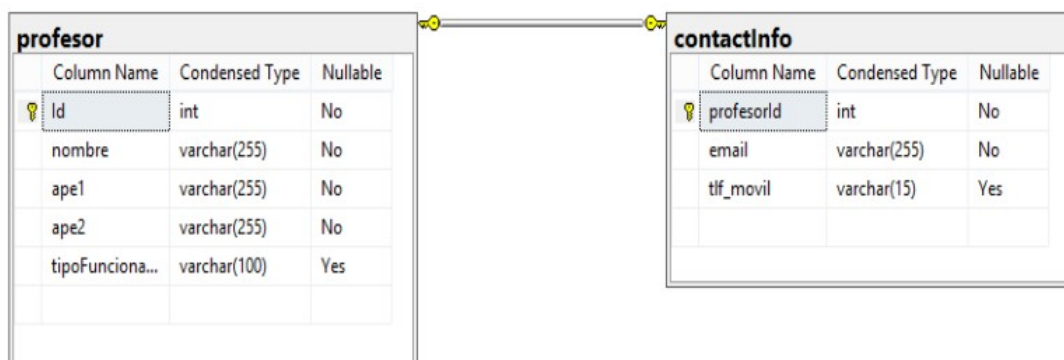 profesor
Column Name Condensed Type Nullable
Id int No
nombre varchar(255) No
ape1 varchar(255) No
ape2 varchar(255) No
tipoFunciona... varchar(100) Yes
contactInfo
Column Name Condensed Type Nullable
profesorId int No
email varchar(255) No
tlf_movil varchar(15) Yes